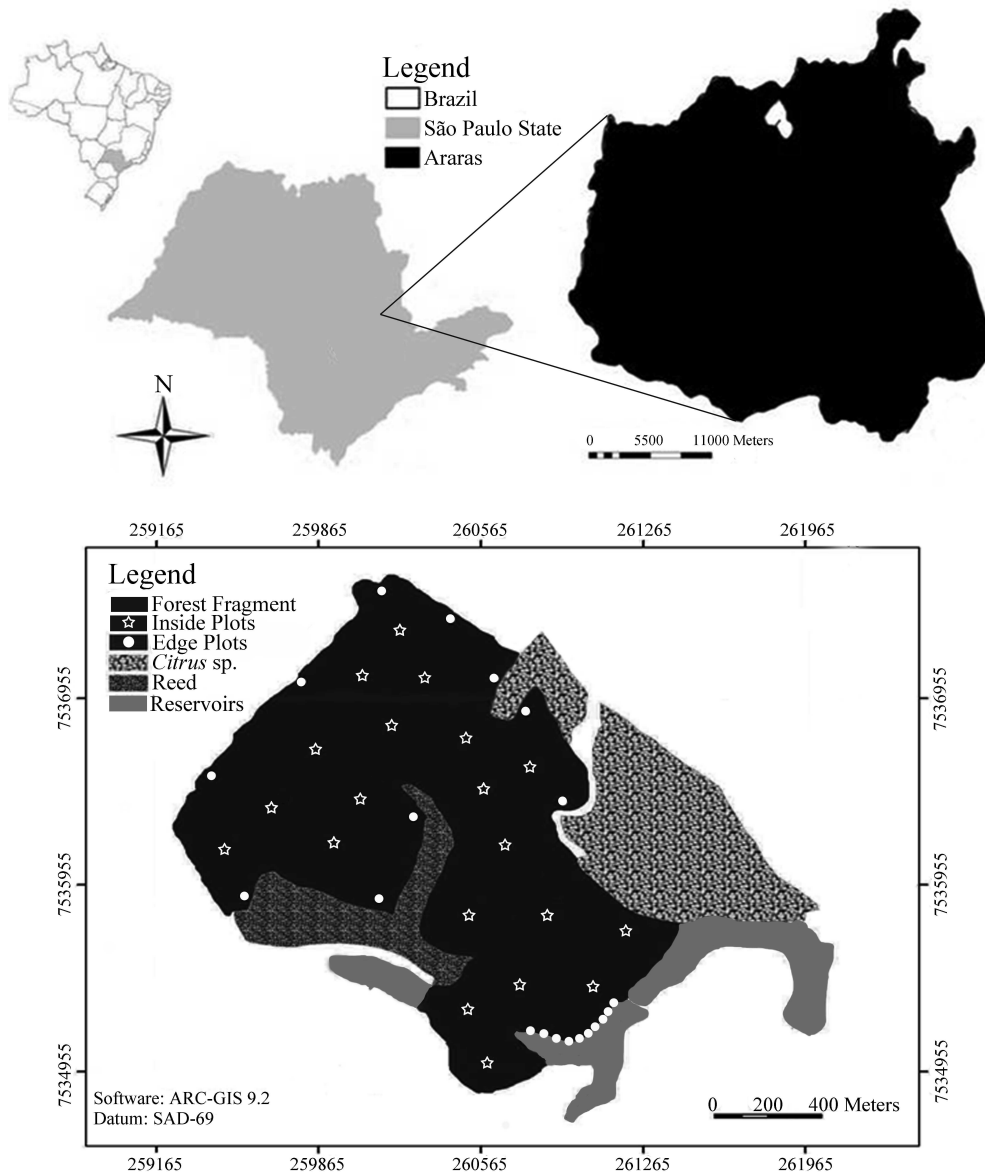 Legend
Brazil
São Paulo State
Araras
N
0 5500 11000 Meters
259165 259865 260565 261265 261965
Legend
Forest Fragment
Inside Plots
Edge Plots
Citrus sp.
Reed
Reservoirs
7536955
7536955
7535955
7535955
7534955
7534955
Software: ARC-GIS 9.2
Datum: SAD-69
0 200 400 Meters
259165 259865 260565 261265 261965